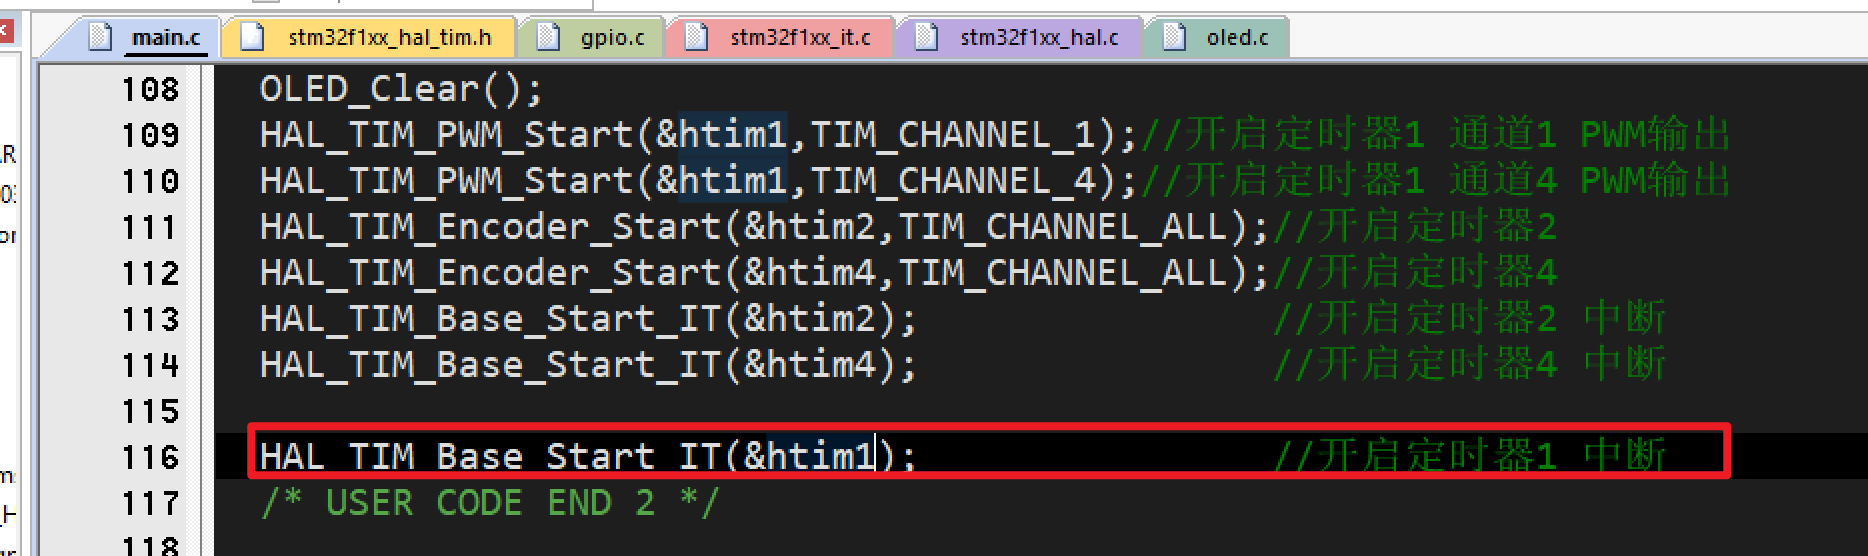 main.c stm32f1xx_hal_tim.h gpio.c stm32f1xx_it.c stm32f1xx_hal.c oled.c
108 OLED_Clear();
109 HAL_TIM_PWM_Start(&htim1,TIM_CHANNEL_1);//开启定时器1 通道1 PWM输出
110 HAL_TIM_PWM_Start(&htim1,TIM_CHANNEL_4);//开启定时器1 通道4 PWM输出
111 HAL_TIM_Encoder_Start(&htim2,TIM_CHANNEL_ALL);//开启定时器2
112 HAL_TIM_Encoder_Start(&htim4,TIM_CHANNEL_ALL);//开启定时器4
113 HAL_TIM_Base_Start_IT(&htim2); //开启定时器2 中断
114 HAL_TIM_Base_Start_IT(&htim4); //开启定时器4 中断
115
116 HAL_TIM_Base_Start_IT(&htim1); //开启定时器1 中断
117 /* USER CODE END 2 */
118